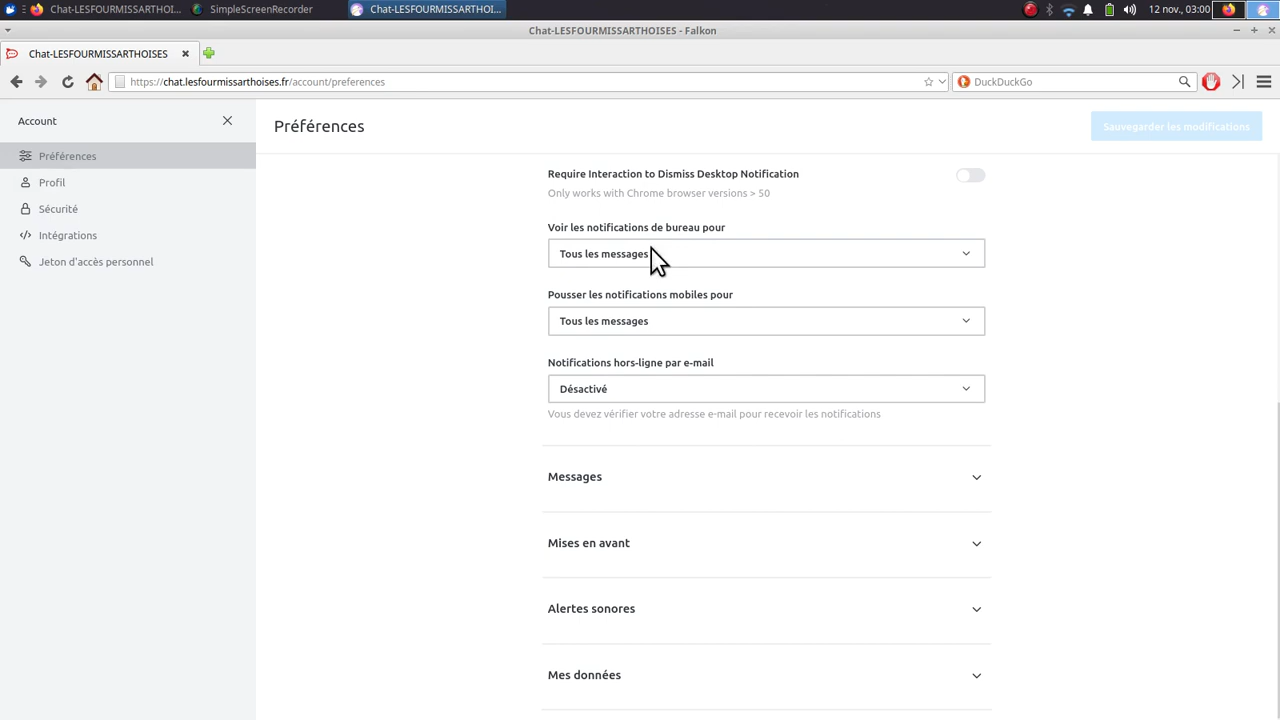 Chat-LESFOURMISSARTHOI...
SimpleScreenRecorder
Chat-LESFOURMISSARTHOI...
12 nov., 03:00
Chat-LESFOURMISSARTHOISES - Falkon
Chat-LESFOURMISSARTHOISES
https://chat.lesfourmissarthoises.fr/account/preferences
DuckDuckGo
Account
Préférences
Profil
Sécurité
Intégrations
Jeton d'accès personnel
Préférences
Sauvegarder les modifications
Require Interaction to Dismiss Desktop Notification
Only works with Chrome browser versions > 50
Voir les notifications de bureau pour
Tous les messages
Pousser les notifications mobiles pour
Tous les messages
Notifications hors-ligne par e-mail
Désactivé
Vous devez vérifier votre adresse e-mail pour recevoir les notifications
Messages
Mises en avant
Alertes sonores
Mes données